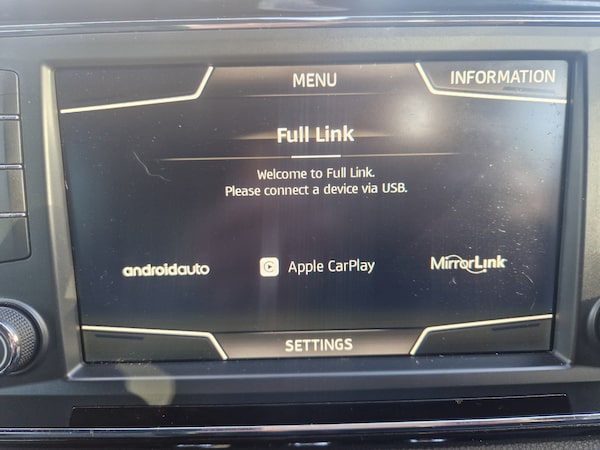 MENU
INFORMATION
Full Link
Welcome to Full Link.
Please connect a device via USB.
androidauto
Apple CarPlay
MirrorLink
SETTINGS